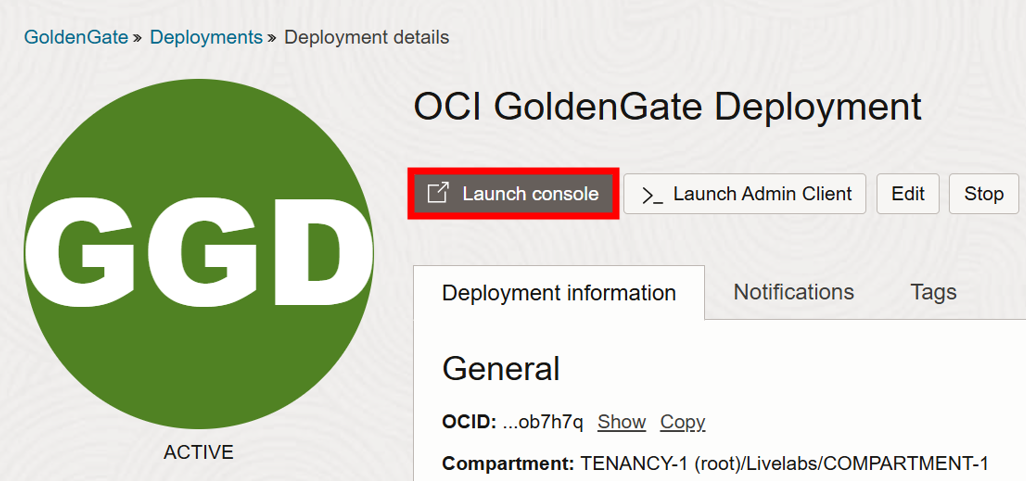 GoldenGate » Deployments » Deployment details
GGD
ACTIVE
OCI GoldenGate Deployment
Launch console >_ Launch Admin Client Edit Stop
Deployment information Notifications Tags
General
OCID: ...ob7h7q Show Copy
Compartment: TENANCY-1 (root)/Livelabs/COMPARTMENT-1